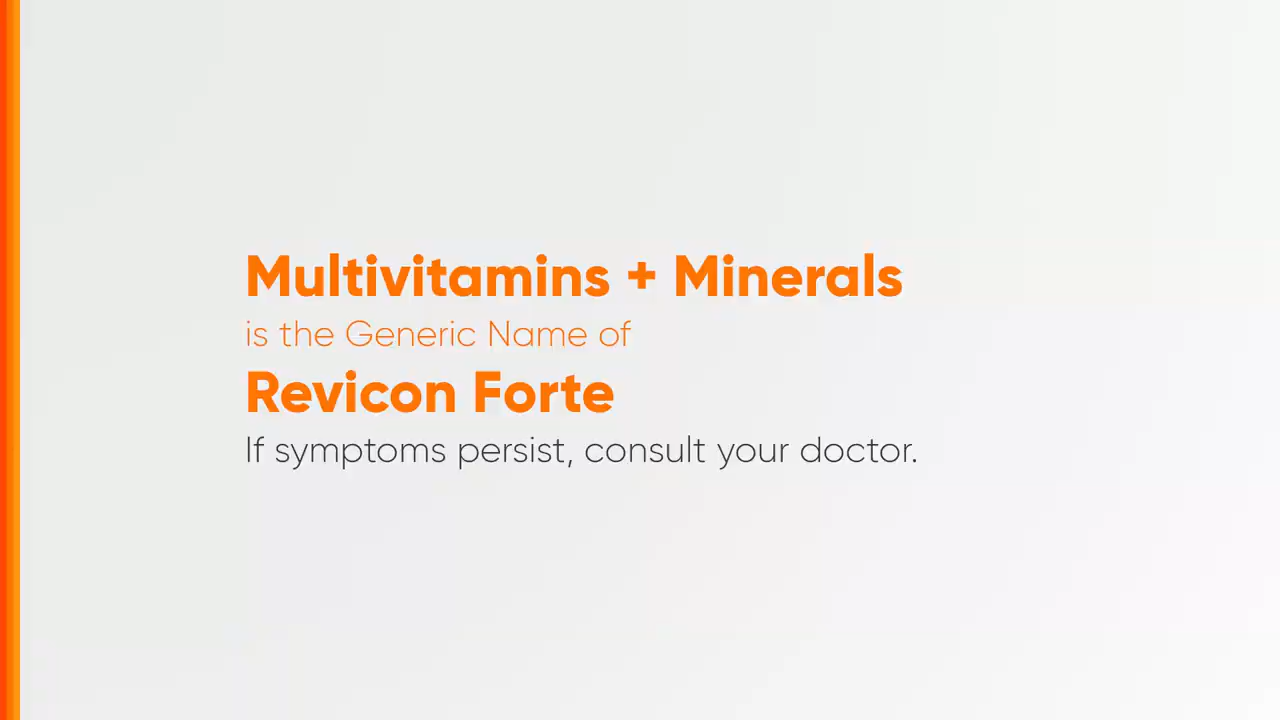 Multivitamins + Minerals
is the Generic Name of
Revicon Forte
If symptoms persist, consult your doctor.